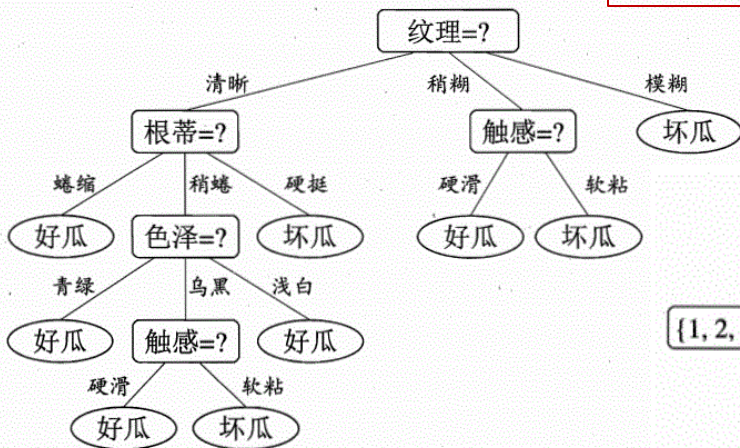 纹理=?
清晰 稍糊 模糊
根蒂=? 触感=? 坏瓜
蜷缩 稍蜷 硬挺 硬滑 软粘
好瓜 色泽=? 坏瓜 好瓜 坏瓜
青绿 乌黑 浅白
好瓜 触感=? 好瓜 {1, 2,
硬滑 软粘
好瓜 坏瓜